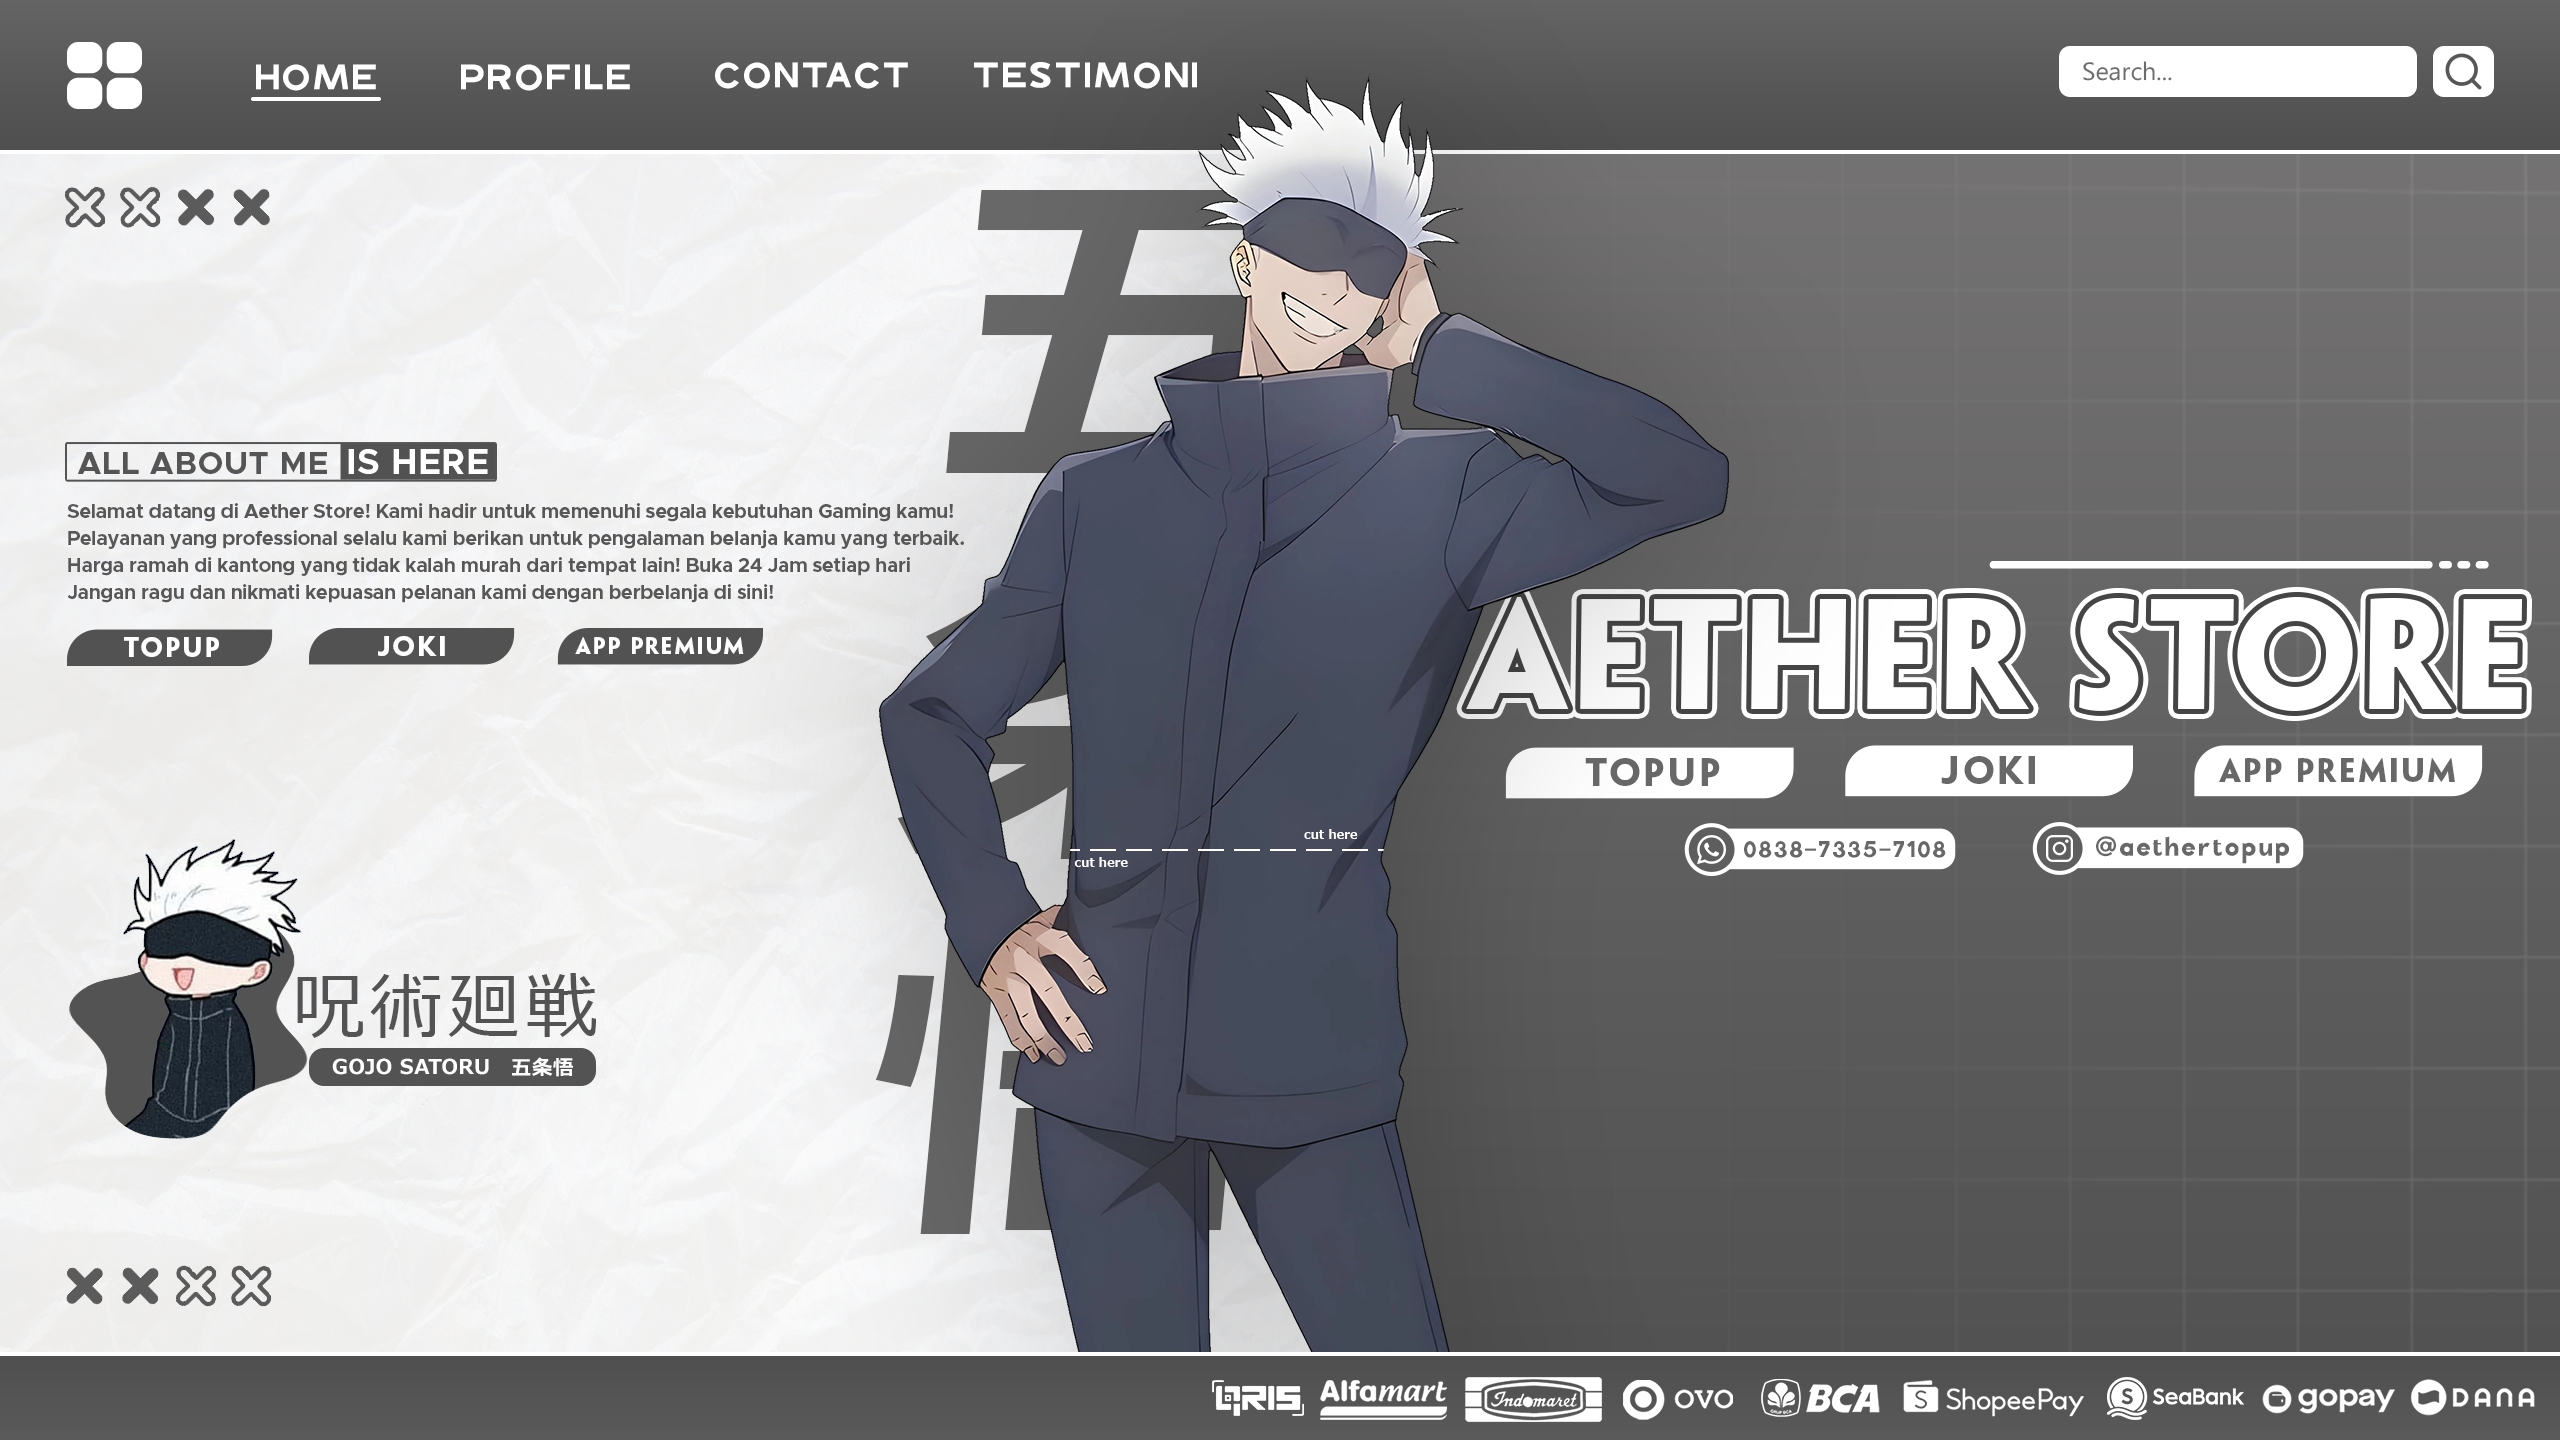 HOME PROFILE CONTACT TESTIMONI
Search...
五
ALL ABOUT ME IS HERE
Selamat datang di Aether Store! Kami hadir untuk memenuhi segala kebutuhan Gaming kamu!
Pelayanan yang professional selalu kami berikan untuk pengalaman belanja kamu yang terbaik.
Harga ramah di kantong yang tidak kalah murah dari tempat lain! Buka 24 Jam setiap hari
Jangan ragu dan nikmati kepuasan pelanan kami dengan berbelanja di sini!
TOPUP JOKI APP PREMIUM
AETHER STORE
TOPUP JOKI APP PREMIUM
0838-7335-7108 @aethertopup
cut here
cut here
呪術廻戦
GOJO SATORU 五条悟
QRIS Alfamart Indomaret OVO BCA ShopeePay SeaBank gopay DANA